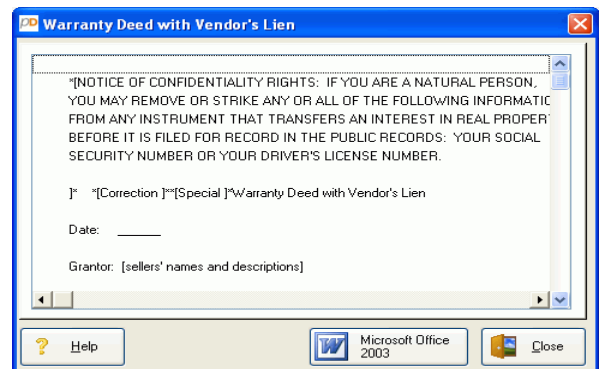 PD Warranty Deed with Vendor's Lien
*[NOTICE OF CONFIDENTIALITY RIGHTS: IF YOU ARE A NATURAL PERSON,
YOU MAY REMOVE OR STRIKE ANY OR ALL OF THE FOLLOWING INFORMATIO
FROM ANY INSTRUMENT THAT TRANSFERS AN INTEREST IN REAL PROPER
BEFORE IT IS FILED FOR RECORD IN THE PUBLIC RECORDS: YOUR SOCIAL
SECURITY NUMBER OR YOUR DRIVER'S LICENSE NUMBER.
]* *[Correction ]**[Special ]*Warranty Deed with Vendor's Lien
Date: ______
Grantor: [sellers' names and descriptions]
Help
Microsoft Office
2003
Close